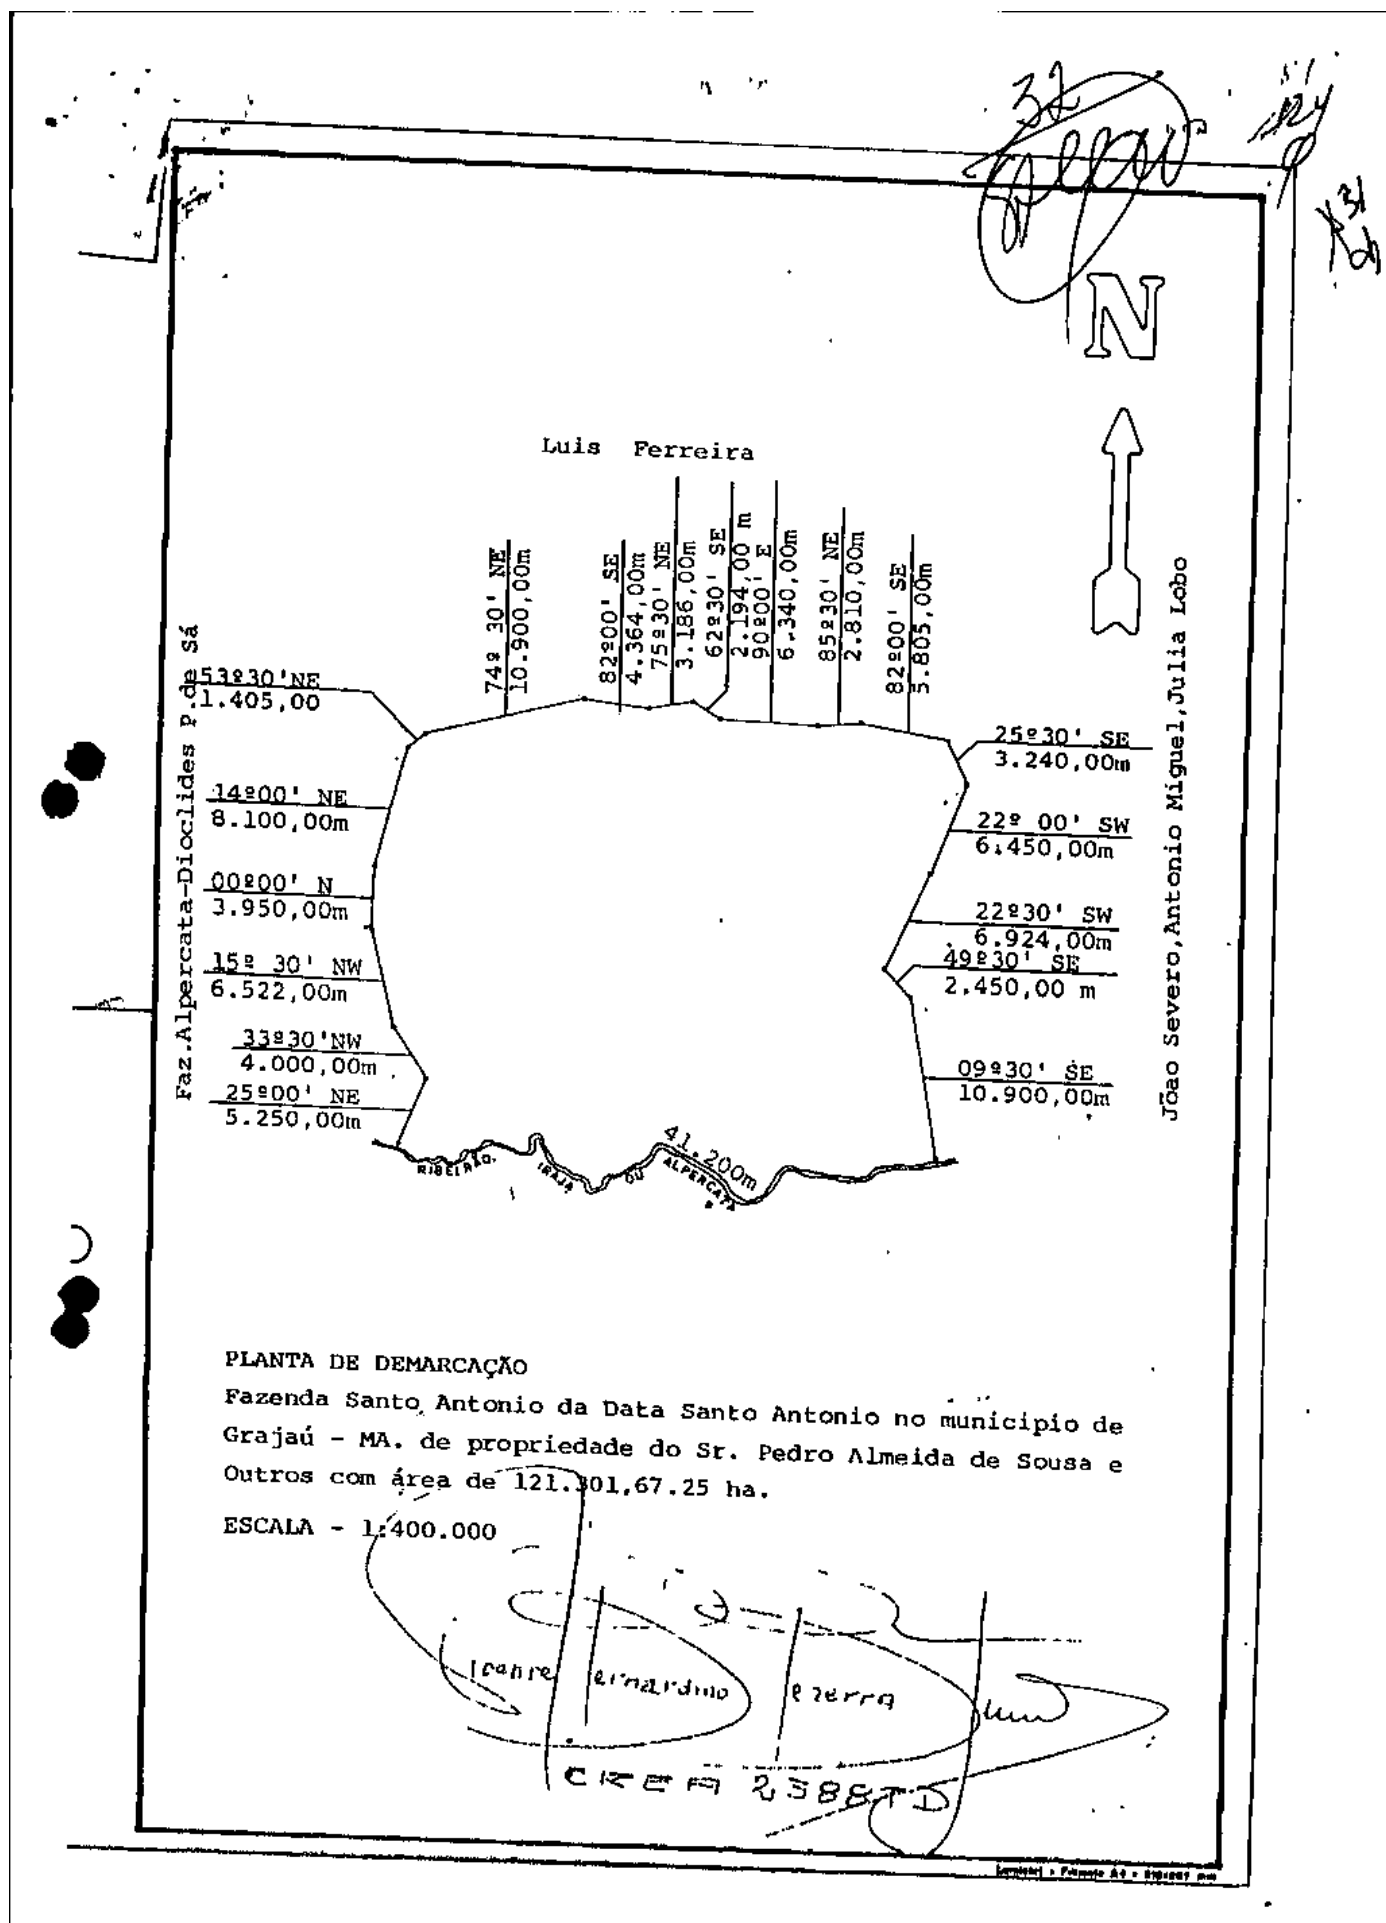 32
N
Luis Ferreira
74º 30' NE
10.900,00m
82º00' SE
4.364,00m
75º30' NE
3.186,00m
62º30' SE
2.194,00 m
90º00' E
6.340,00m
85º30' NE
2.810,00m
82º00' SE
5.805,00m
Faz.Alpercata-Dioclides P.de Sá
53º30'NE
1.405,00
14º00' NE
8.100,00m
00º00' N
3.950,00m
15º 30' NW
6.522,00m
33º30'NW
4.000,00m
25º00' NE
5.250,00m
25º30' SE
3.240,00m
22º 00' SW
6.450,00m
22º30' SW
6.924,00m
49º30' SE
2.450,00 m
09º30' SE
10.900,00m
João Severo,Antonio Miguel,Julia Lobo
41.200m
RIBEIRÃO IRAJA OU ALPERCATA
PLANTA DE DEMARCAÇÃO
Fazenda Santo Antonio da Data Santo Antonio no municipio de
Grajaú - MA. de propriedade do Sr. Pedro Almeida de Sousa e
Outros com área de 121.301,67.25 ha.
ESCALA - 1:400.000
CREA 2388TD